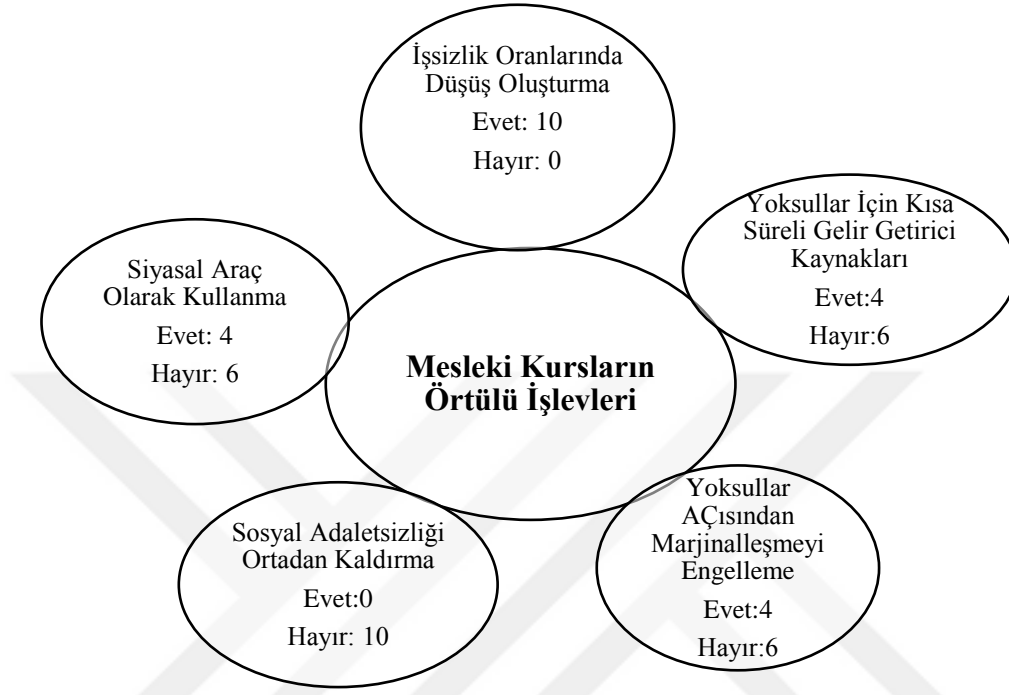 İşsizlik Oranlarında
Düşüş Oluşturma
Evet: 10
Hayır: 0
Yoksullar İçin Kısa
Süreli Gelir Getirici
Kaynakları
Evet:4
Hayır:6
Siyasal Araç
Olarak Kullanma
Evet: 4
Hayır: 6
Mesleki Kursların
Örtülü İşlevleri
Yoksullar
AÇısından
Marjinalleşmeyi
Engelleme
Evet:4
Hayır:6
Sosyal Adaletsizliği
Ortadan Kaldırma
Evet:0
Hayır: 10